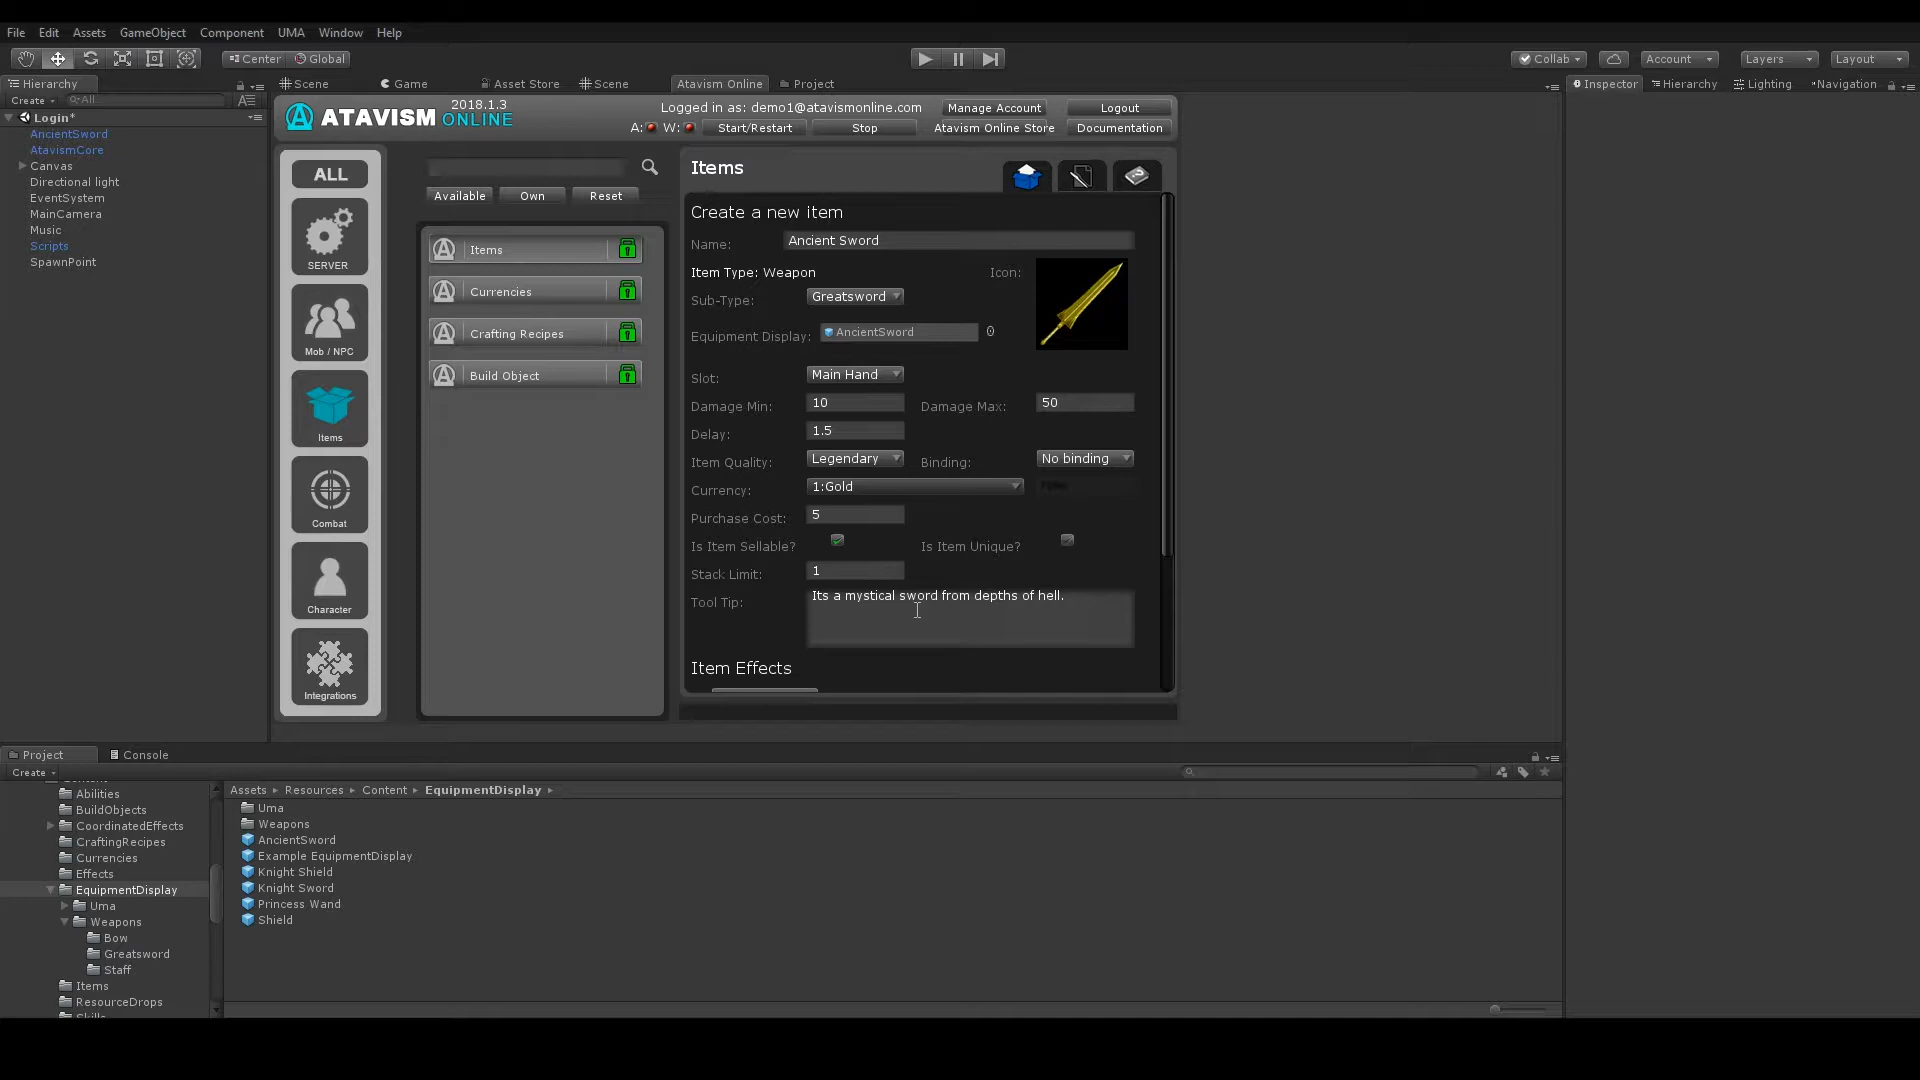 File Edit Assets GameObject Component UMA Window Help
Center Global
Collab Account Layers Layout
Hierarchy
Scene Game Asset Store Scene Atavism Online Project
Inspector Hierarchy Lighting Navigation
Create All
Login*
AncientSword
AtavismCore
Canvas
Directional light
EventSystem
MainCamera
Music
Scripts
SpawnPoint
ATAVISM ONLINE
2018.1.3
Logged in as: demo1@atavismonline.com
Manage Account
Logout
A: W: Start/Restart
Stop
Atavism Online Store
Documentation
ALL
SERVER
Mob / NPC
Items
Combat
Character
Integrations
Available Own Reset
Items
Currencies
Crafting Recipes
Build Object
Items
Create a new item
Name: Ancient Sword
Item Type: Weapon Icon:
Sub-Type: Greatsword
Equipment Display: AncientSword 0
Slot: Main Hand
Damage Min: 10 Damage Max: 50
Delay: 1.5
Item Quality: Legendary Binding: No binding
Currency: 1:Gold
Purchase Cost: 5
Is Item Sellable? Is Item Unique?
Stack Limit: 1
Tool Tip: Its a mystical sword from depths of hell.
Item Effects
Project Console
Create
Abilities
BuildObjects
CoordinatedEffects
CraftingRecipes
Currencies
Effects
EquipmentDisplay
Uma
Weapons
Bow
Greatsword
Staff
Items
ResourceDrops
Assets Resources Content EquipmentDisplay
Uma
Weapons
AncientSword
Example EquipmentDisplay
Knight Shield
Knight Sword
Princess Wand
Shield